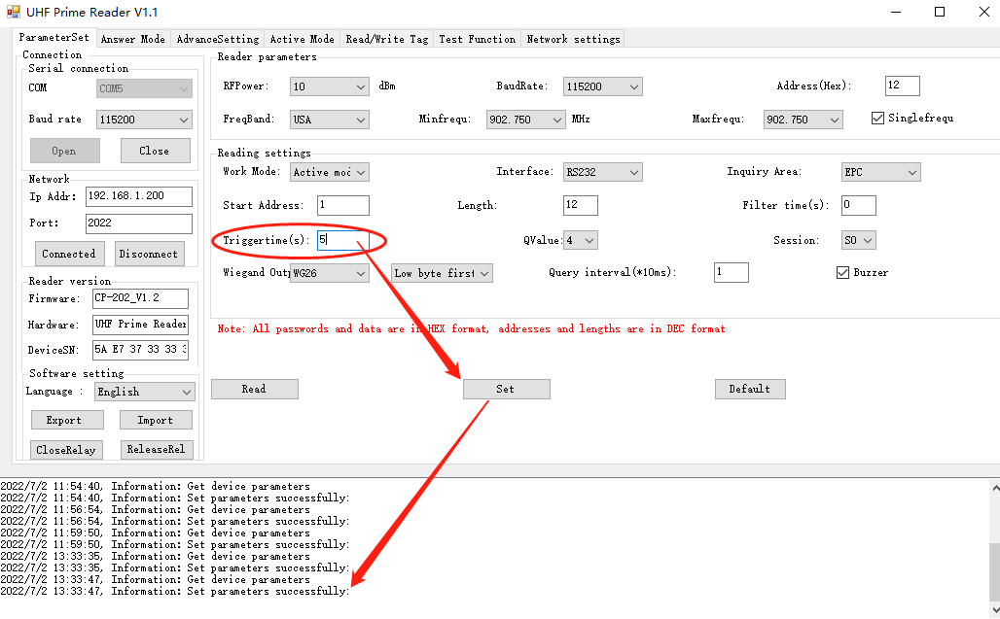 UHF Prime Reader V1.1
ParameterSet Answer Mode AdvanceSetting Active Mode Read/Write Tag Test Function Network settings
Connection
Serial connection
COM COM5
Baud rate 115200
Open Close
Network
Ip Addr: 192.168.1.200
Port: 2022
Connected Disconnect
Reader version
Firmware: CP-202_V1.2
Hardware: UHF Prime Reader
DeviceSN: 5A E7 37 33 33 3
Software setting
Language : English
Export Import
CloseRelay ReleaseRel
Reader parameters
RFPower: 10 dBm BaudRate: 115200 Address(Hex): 12
FreqBand: USA Minfrequ: 902.750 MHz Maxfrequ: 902.750 Singlefrequ
Reading settings
Work Mode: Active mod Interface: RS232 Inquiry Area: EPC
Start Address: 1 Length: 12 Filter time(s): 0
Triggertime(s): 5 QValue: 4 Session: S0
Wiegand Outp WG26 Low byte first Query interval(*10ms): 1 Buzzer
Note: All passwords and data are in HEX format, addresses and lengths are in DEC format
Read Set Default
2022/7/2 11:54:40, Information: Get device parameters
2022/7/2 11:54:40, Information: Set parameters successfully:
2022/7/2 11:56:54, Information: Get device parameters
2022/7/2 11:56:54, Information: Set parameters successfully:
2022/7/2 11:59:50, Information: Get device parameters
2022/7/2 11:59:50, Information: Set parameters successfully:
2022/7/2 13:33:35, Information: Get device parameters
2022/7/2 13:33:35, Information: Set parameters successfully:
2022/7/2 13:33:47, Information: Get device parameters
2022/7/2 13:33:47, Information: Set parameters successfully: